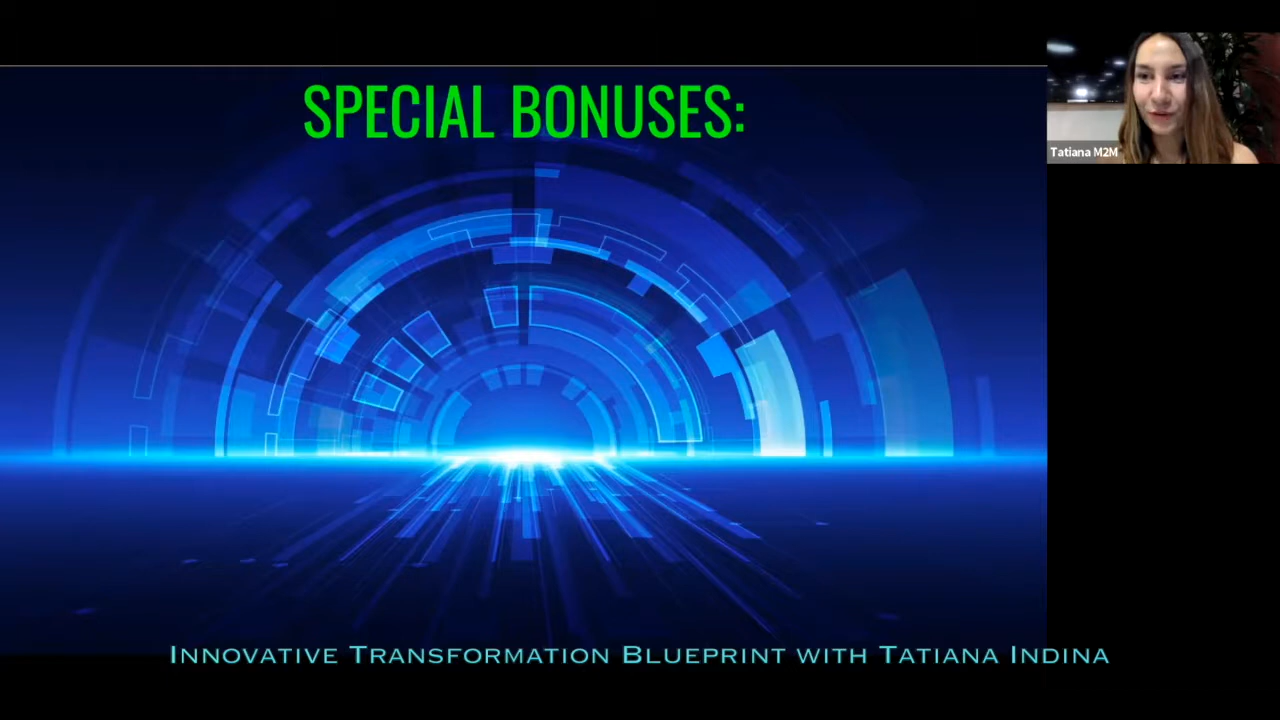 SPECIAL BONUSES:
Tatiana M2M
INNOVATIVE TRANSFORMATION BLUEPRINT WITH TATIANA INDINA